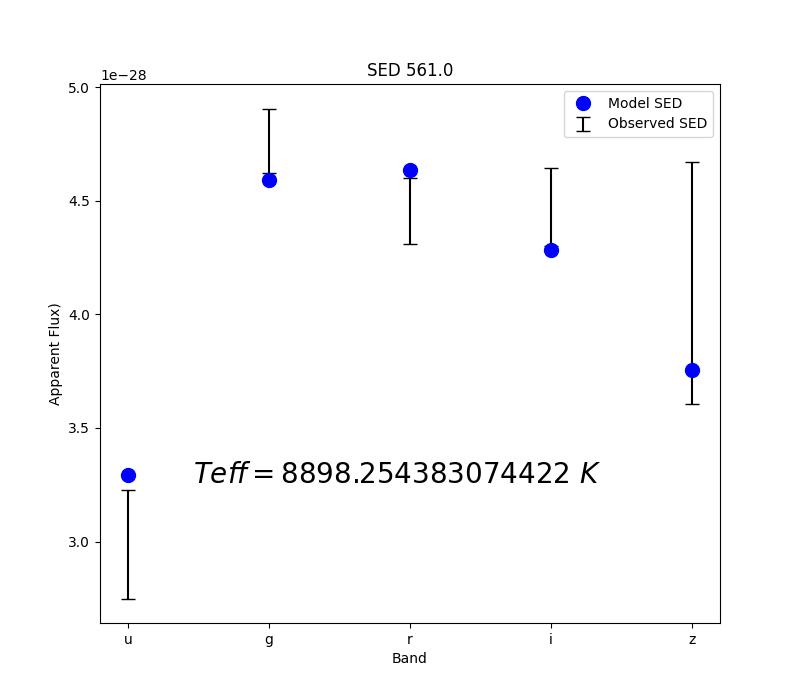 SED 561.0
1e−28
5.0
4.5
4.0
3.5
3.0
Apparent Flux)
Model SED
Observed SED
Teff = 8898.254383074422 K
u g r i z
Band